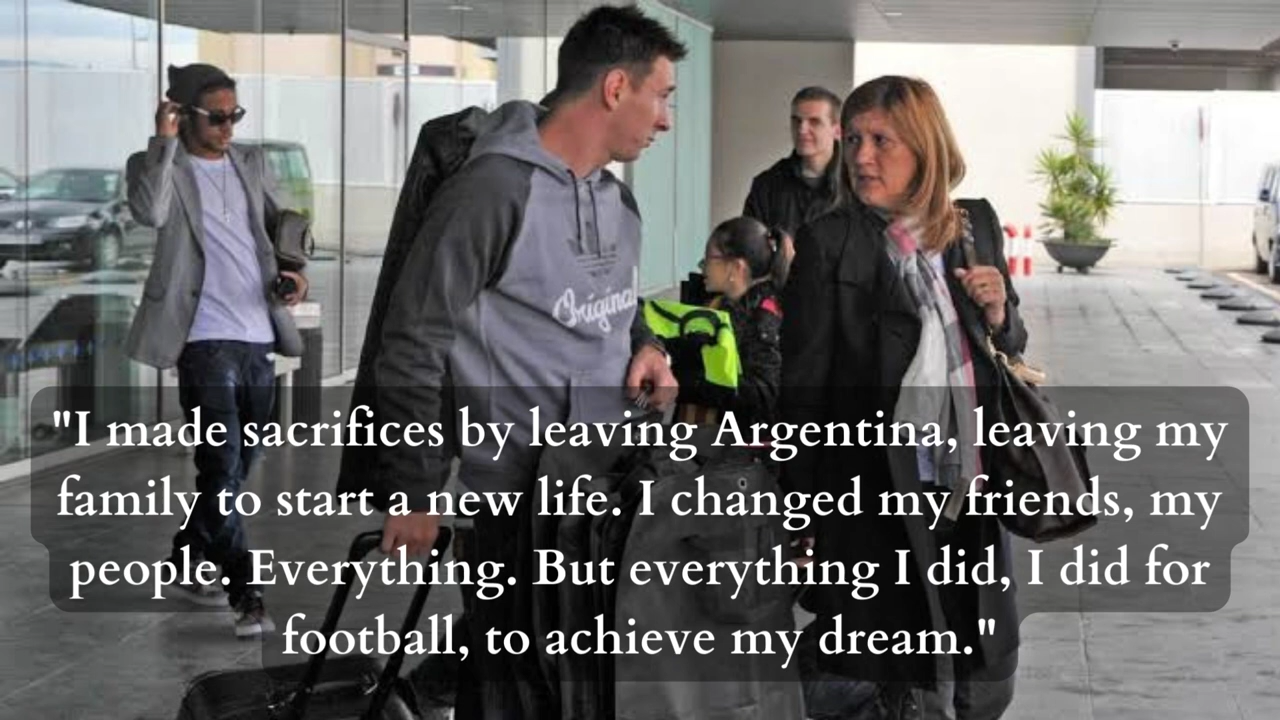 Original
"I made sacrifices by leaving Argentina, leaving my
family to start a new life. I changed my friends, my
people. Everything. But everything I did, I did for
football, to achieve my dream."